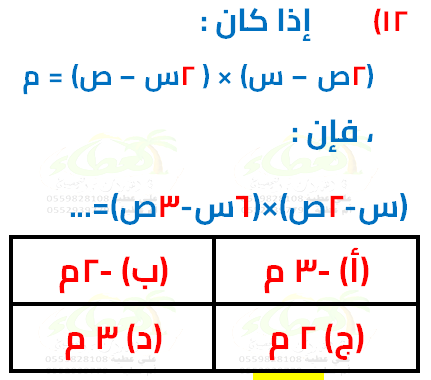 ١٢) إذا كان :
(٢ص – س) × (٢س – ص) = م
، فإن :
(س-٢ص)×(٦س-٣ص)=...
(أ) -٣ م (ب) -٢م
(ج) ٢ م (د) ٣ م